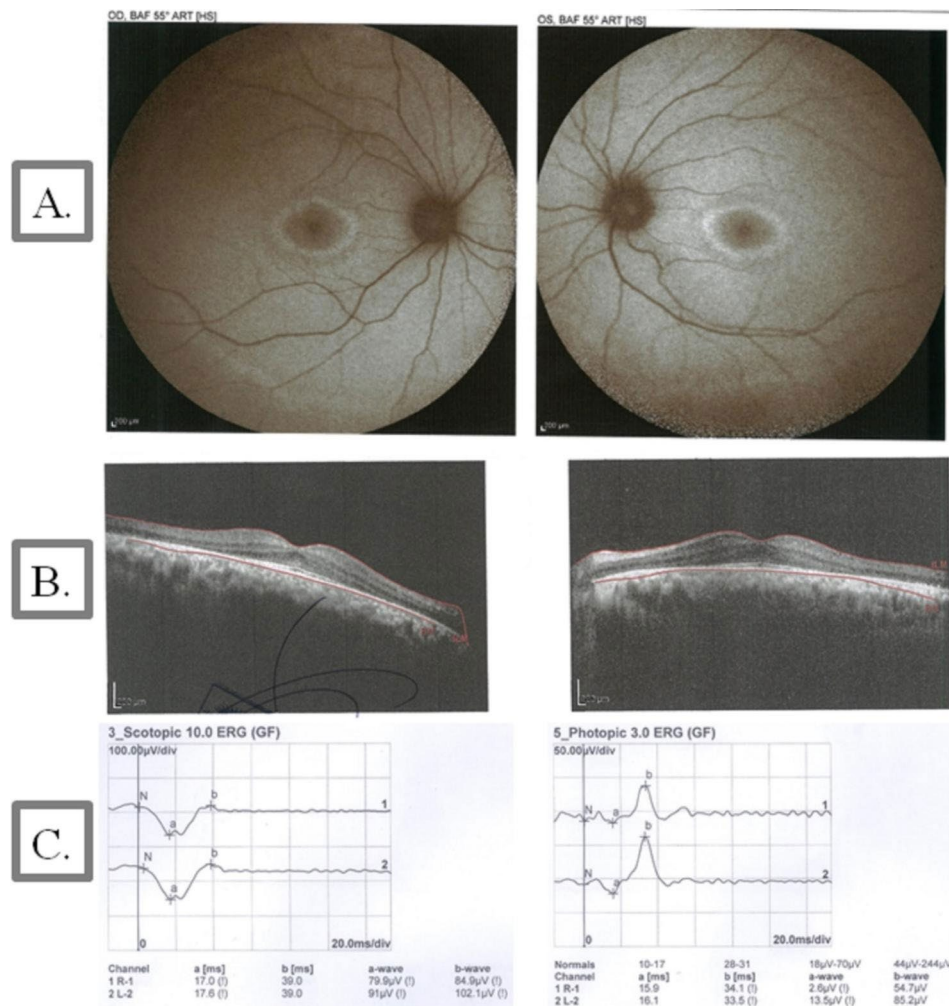 OD, BAF 55° ART [HS]
OS, BAF 55° ART [HS]
A.
200 µm
200 µm
B.
200 µm
C.
3_Scotopic 10.0 ERG (GF)
100.00µV/div
N
a
b
1
N
a
b
2
0
20.0ms/div
Channel a [ms] b [ms] a-wave b-wave
1 R-1 17.0 (!) 39.0 79.9µV (!) 84.9µV (!)
2 L-2 17.6 (!) 39.0 91µV (!) 102.1µV (!)
5_Photopic 3.0 ERG (GF)
50.00µV/div
N
a
b
1
N
a
b
2
0
20.0ms/div
Normals 10-17 28-31 18µV-70µV 44µV-244µV
Channel a [ms] b [ms] a-wave b-wave
1 R-1 15.9 34.1 (!) 2.6µV (!) 54.7µV
2 L-2 16.1 33.5 (!) 13.5µV (!) 85.2µV